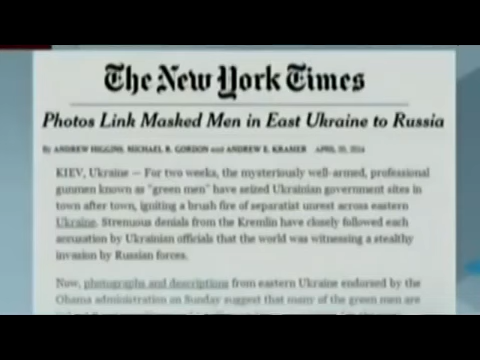 The New York Times
Photos Link Masked Men in East Ukraine to Russia
By ANDREW HIGGINS, MICHAEL R. GORDON and ANDREW E. KRAMER APRIL 20, 2014
KIEV, Ukraine — For two weeks, the mysteriously well-armed, professional
gunmen known as "green men" have seized Ukrainian government sites in
town after town, igniting a brush fire of separatist unrest across eastern
Ukraine. Strenuous denials from the Kremlin have closely followed each
accusation by Ukrainian officials that the world was witnessing a stealthy
invasion by Russian forces.
Now, photographs and descriptions from eastern Ukraine endorsed by the
Obama administration on Sunday suggest that many of the green men are